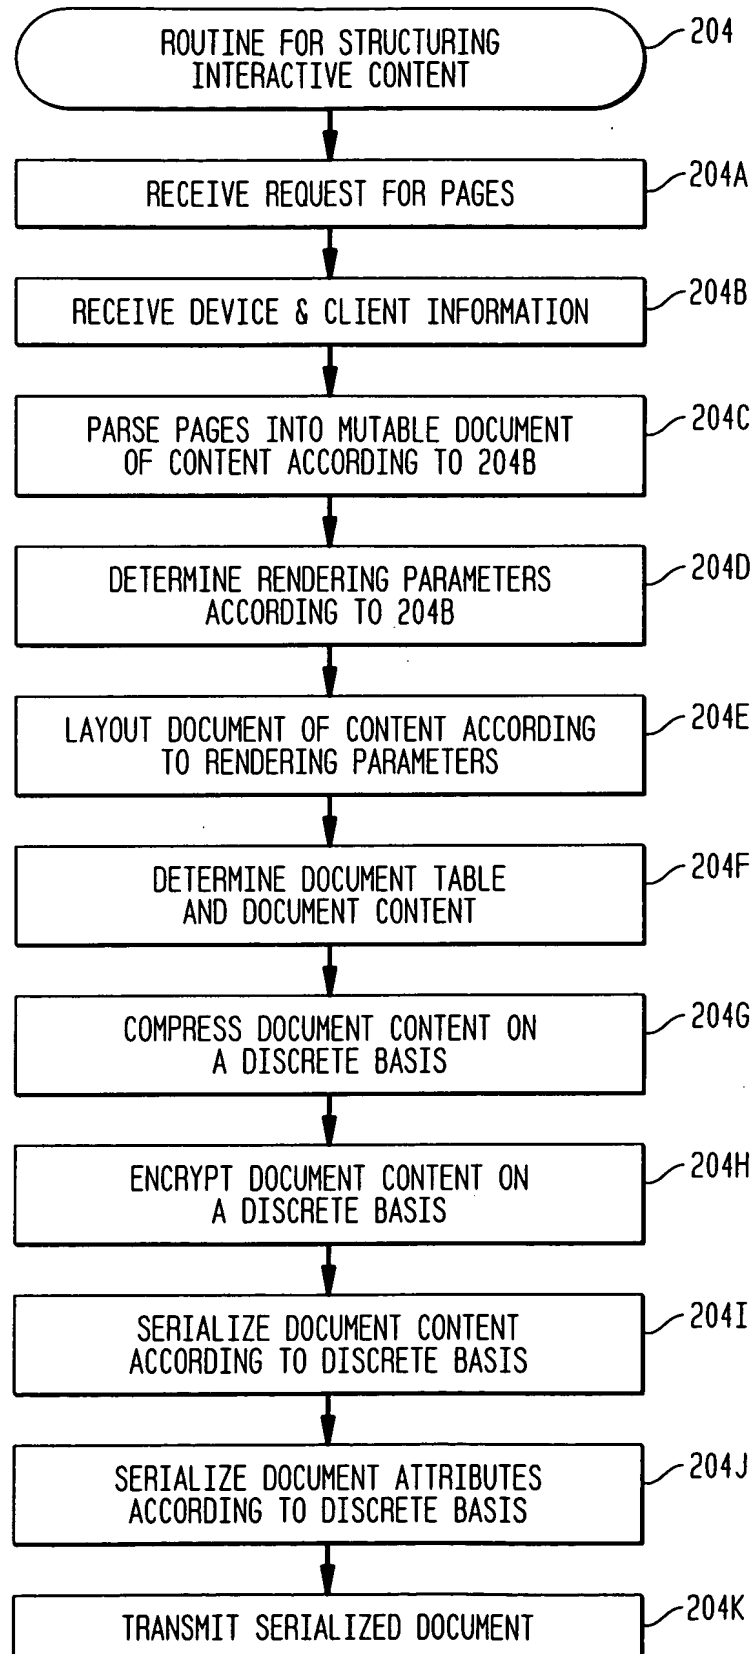 ROUTINE FOR STRUCTURING
INTERACTIVE CONTENT
204
RECEIVE REQUEST FOR PAGES
204A
RECEIVE DEVICE & CLIENT INFORMATION
204B
PARSE PAGES INTO MUTABLE DOCUMENT
OF CONTENT ACCORDING TO 204B
204C
DETERMINE RENDERING PARAMETERS
ACCORDING TO 204B
204D
LAYOUT DOCUMENT OF CONTENT ACCORDING
TO RENDERING PARAMETERS
204E
DETERMINE DOCUMENT TABLE
AND DOCUMENT CONTENT
204F
COMPRESS DOCUMENT CONTENT ON
A DISCRETE BASIS
204G
ENCRYPT DOCUMENT CONTENT ON
A DISCRETE BASIS
204H
SERIALIZE DOCUMENT CONTENT
ACCORDING TO DISCRETE BASIS
204I
SERIALIZE DOCUMENT ATTRIBUTES
ACCORDING TO DISCRETE BASIS
204J
TRANSMIT SERIALIZED DOCUMENT
204K